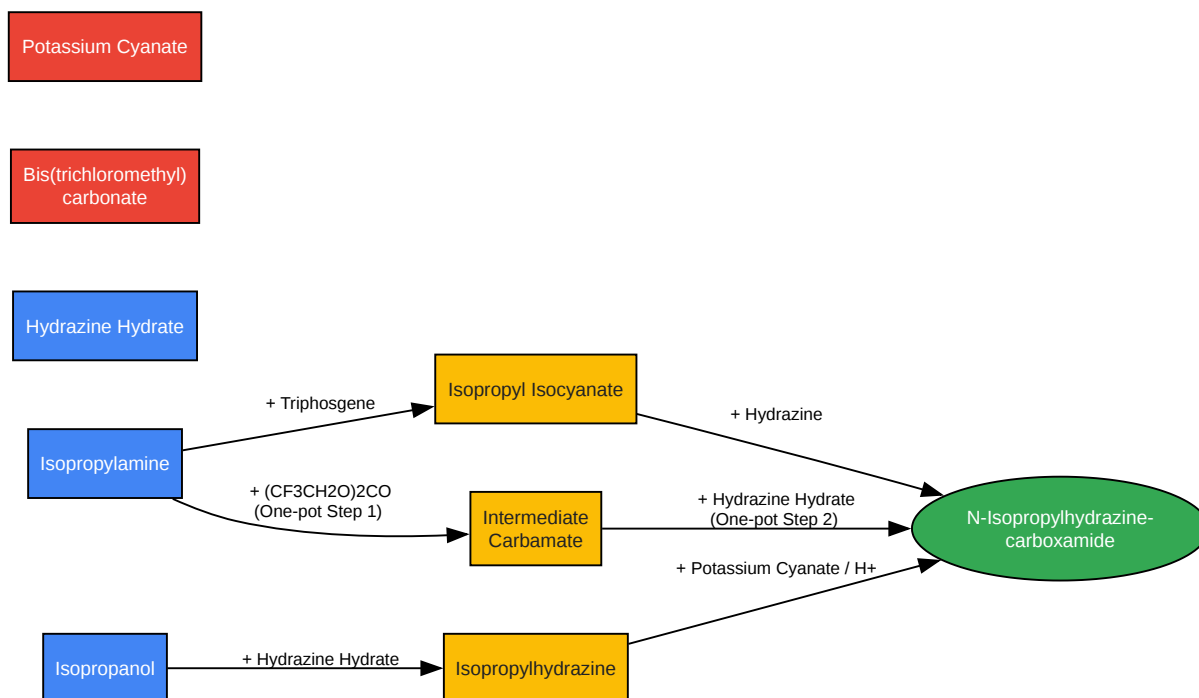 Potassium Cyanate
Bis(trichloromethyl)
carbonate
Hydrazine Hydrate
Isopropylamine
+ Triphosgene
Isopropyl Isocyanate
+ Hydrazine
+ (CF3CH2O)2CO
(One-pot Step 1)
Intermediate
Carbamate
+ Hydrazine Hydrate
(One-pot Step 2)
N-Isopropylhydrazine-
carboxamide
+ Potassium Cyanate / H+
Isopropanol
+ Hydrazine Hydrate
Isopropylhydrazine